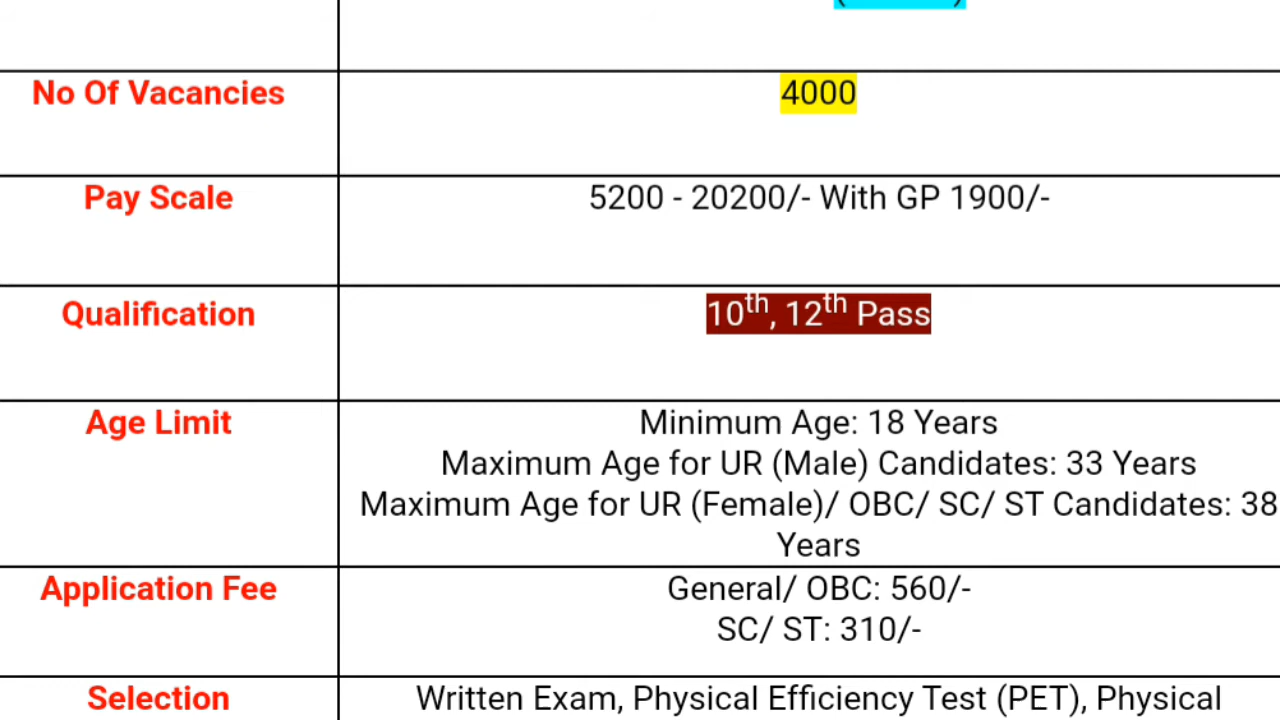 No Of Vacancies
4000
Pay Scale
5200 - 20200/- With GP 1900/-
Qualification
10th, 12th Pass
Age Limit
Minimum Age: 18 Years
Maximum Age for UR (Male) Candidates: 33 Years
Maximum Age for UR (Female)/ OBC/ SC/ ST Candidates: 38
Years
Application Fee
General/ OBC: 560/-
SC/ ST: 310/-
Selection
Written Exam, Physical Efficiency Test (PET), Physical